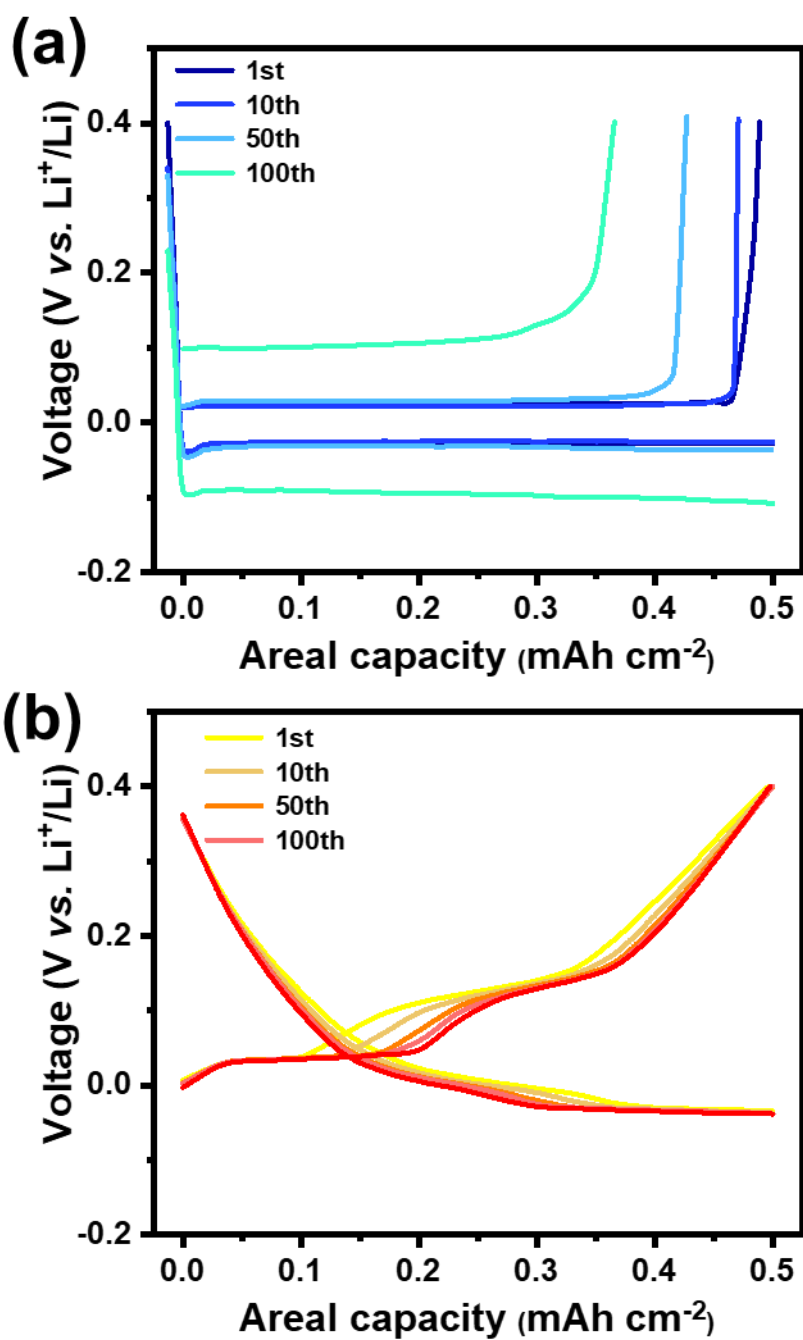 (a)
1st
10th
50th
100th
0.4
0.2
0.0
-0.2
Voltage (V vs. Li⁺/Li)
0.0 0.1 0.2 0.3 0.4 0.5
Areal capacity (mAh cm⁻²)
(b)
1st
10th
50th
100th
0.4
0.2
0.0
-0.2
Voltage (V vs. Li⁺/Li)
0.0 0.1 0.2 0.3 0.4 0.5
Areal capacity (mAh cm⁻²)